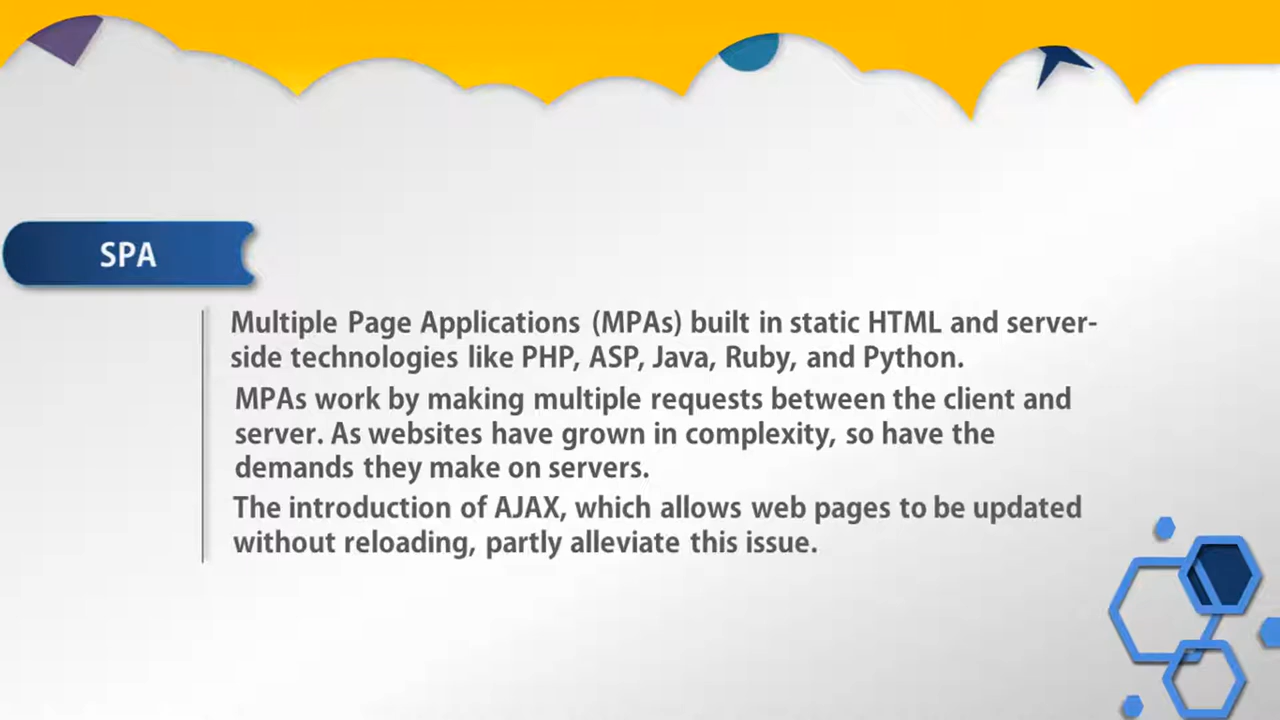 SPA
Multiple Page Applications (MPAs) built in static HTML and server-
side technologies like PHP, ASP, Java, Ruby, and Python.
MPAs work by making multiple requests between the client and
server. As websites have grown in complexity, so have the
demands they make on servers.
The introduction of AJAX, which allows web pages to be updated
without reloading, partly alleviate this issue.